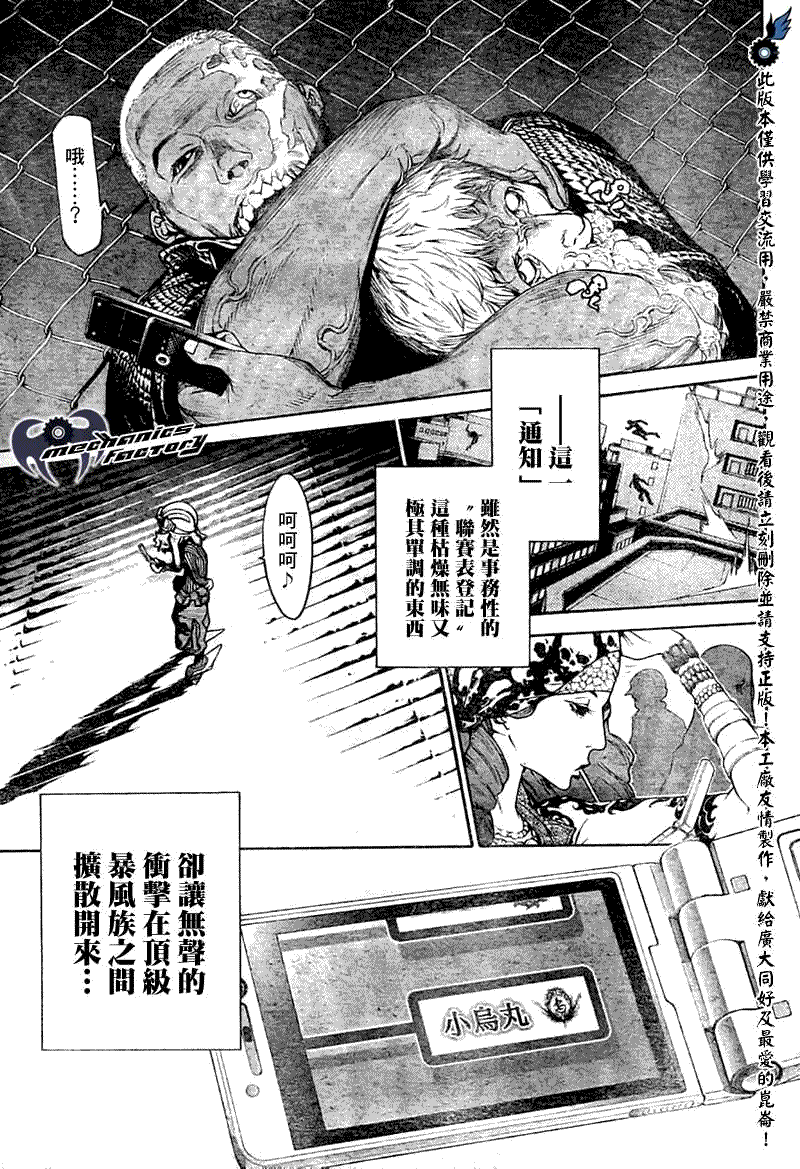 哦……？
——這一
「通知」
雖然是事務性的
〝聯賽表登記〞
這種枯燥無味又
極其單調的東西
呵呵呵♪
卻讓無聲的
衝擊在頂級
暴風族之間
擴散開來…
小烏丸
mechanics
factory
此版本僅供學習交流用，嚴禁商業用途；觀看後請立刻刪除並請支持正版！本工廠友情製作，獻給廣大同好及最愛的崑崙！